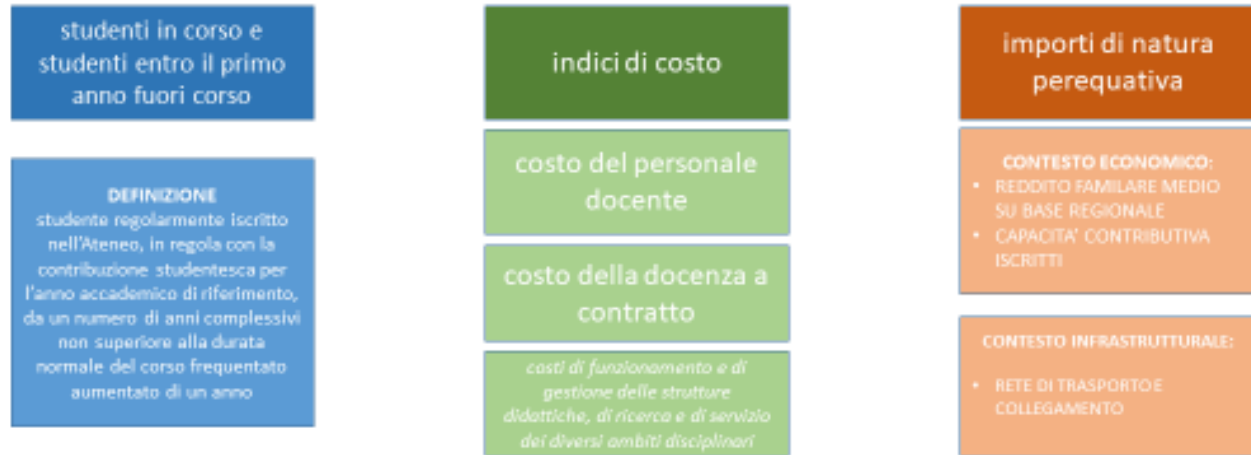 studenti in corso e
studenti entro il primo
anno fuori corso
DEFINIZIONE
studente regolarmente iscritto
nell'Ateneo, in regola con la
contribuzione studentesca per
l'anno accademico di riferimento,
da un numero di anni complessivi
non superiore alla durata
normale del corso frequentato
aumentato di un anno
indici di costo
costo del personale
docente
costo della docenza a
contratto
costi di funzionamento e di
gestione delle strutture
didattiche, di ricerca e di servizio
dei diversi ambiti disciplinari
importi di natura
perequativa
CONTESTO ECONOMICO:
• REDDITO FAMILARE MEDIO
SU BASE REGIONALE
• CAPACITA' CONTRIBUTIVA
ISCRITTI
CONTESTO INFRASTRUTTURALE:
• RETE DI TRASPORTO E
COLLEGAMENTO